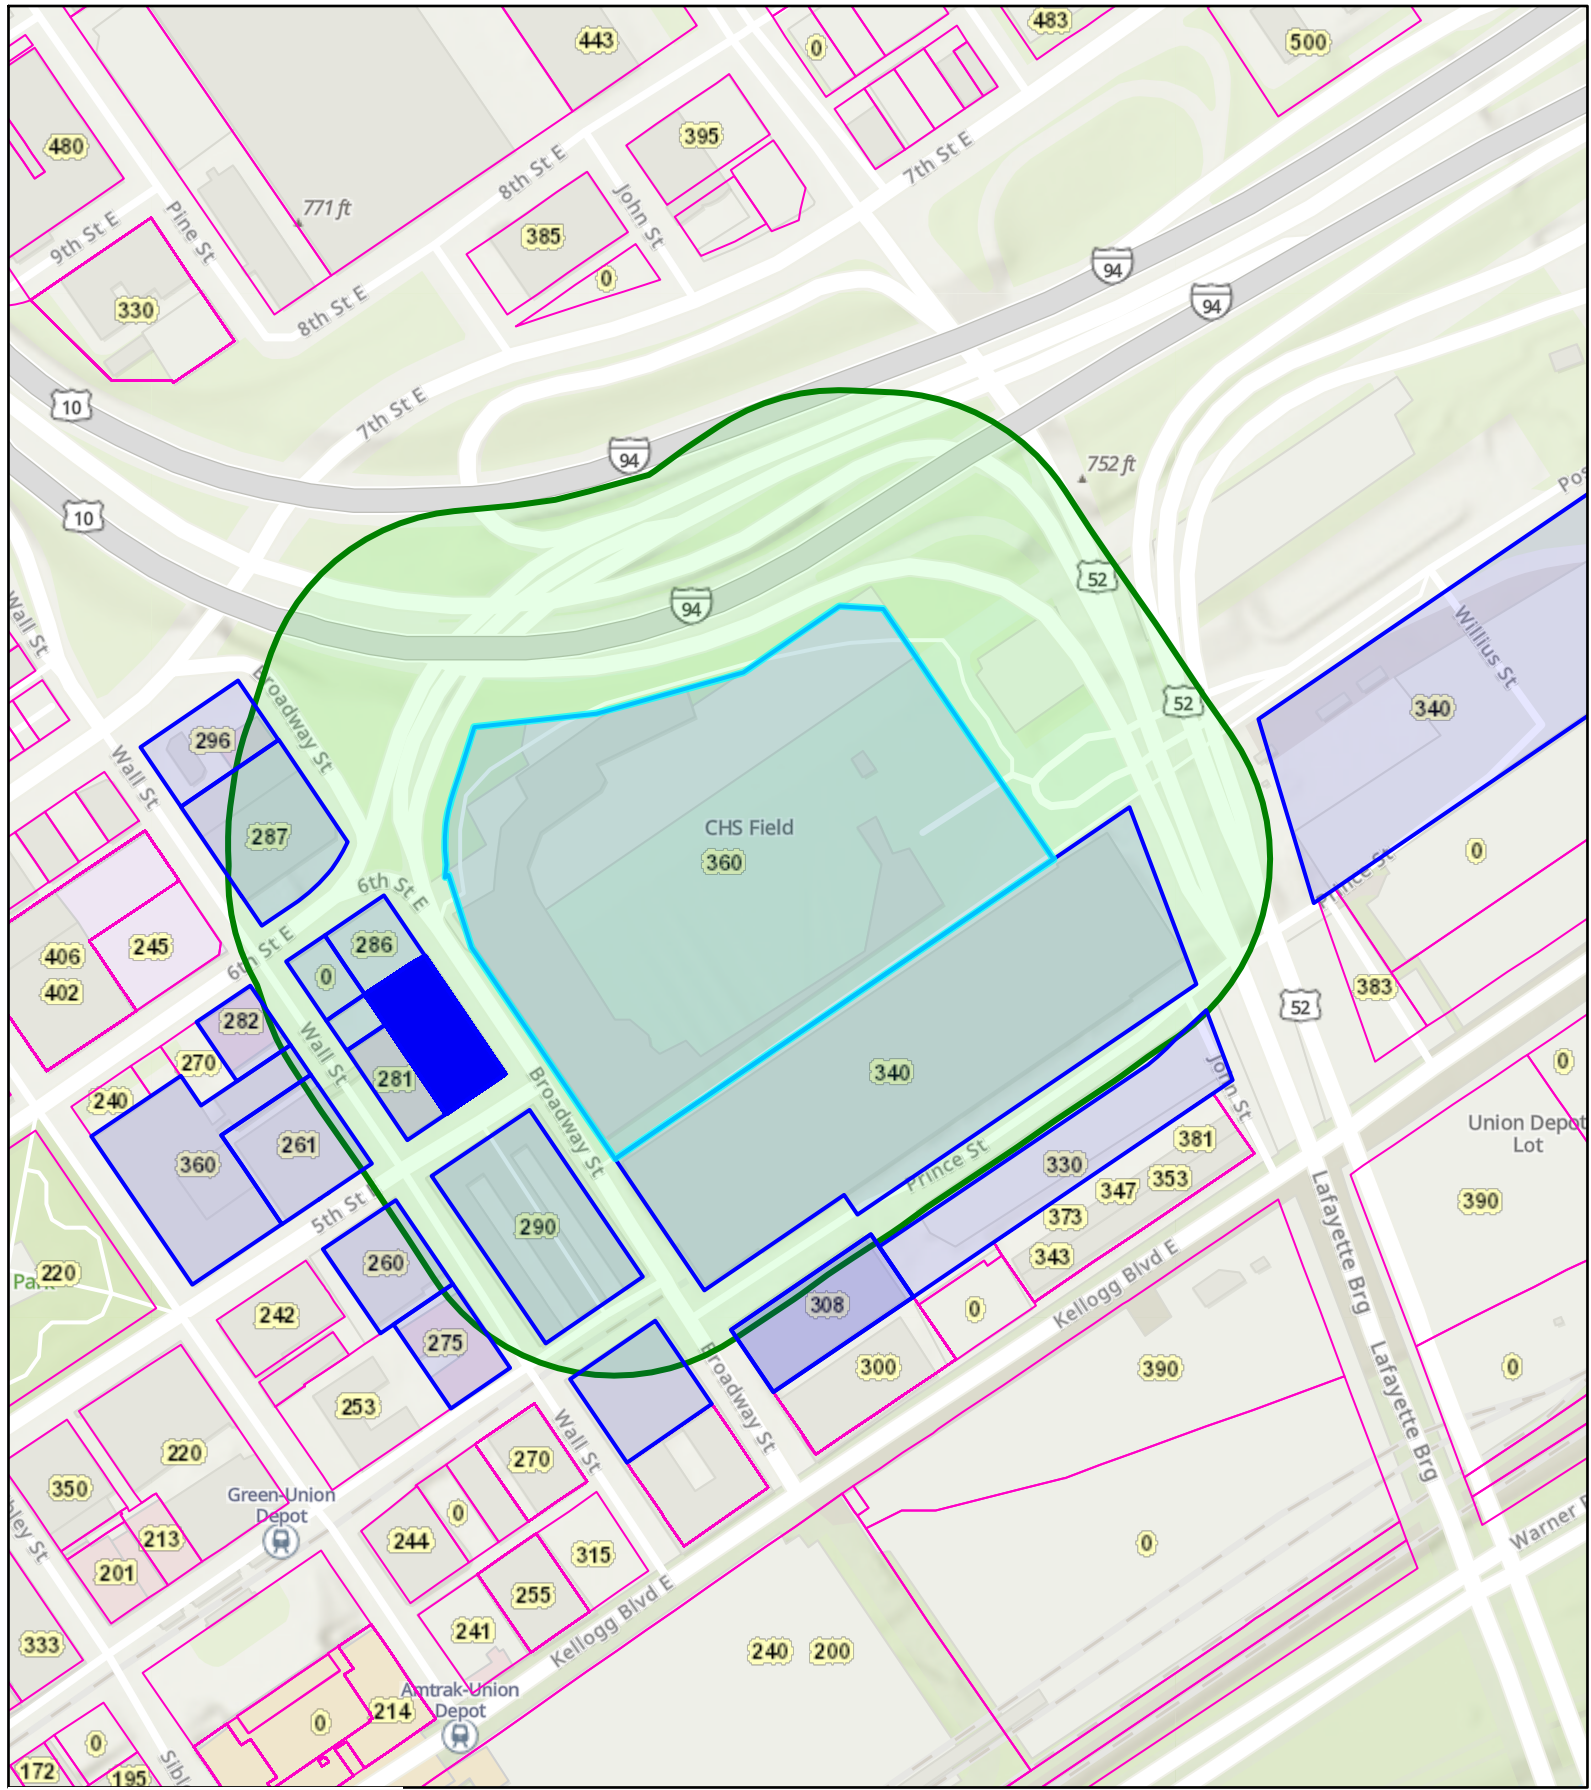 443
0
483
500
480
395
9th St E
Pine St
771 ft
8th St E
John St
7th St E
385
0
330
8th St E
94
94
10
7th St E
94
752 ft
10
94
52
Wall St
Broadway St
52
Willius St
340
296
Wall St
287
CHS Field
360
0
Prince St
6th St E
406
402
245
6th St E
286
0
383
52
282
270
240
Wall St
281
340
Broadway St
John St
0
261
360
5th St
290
Prince St
330
381
353
347
373
343
Union Depot
Lot
390
220
Park
260
242
275
308
0
Kellogg Blvd E
Lafayette Brg
300
390
0
253
Broadway St
Lafayette Brg
350
220
Green-Union
Depot
213
201
Wall St
270
0
244
315
255
241
Kellogg Blvd E
0
Warner
333
240 200
Amtrak-Union
Depot
214
0
0
172
195